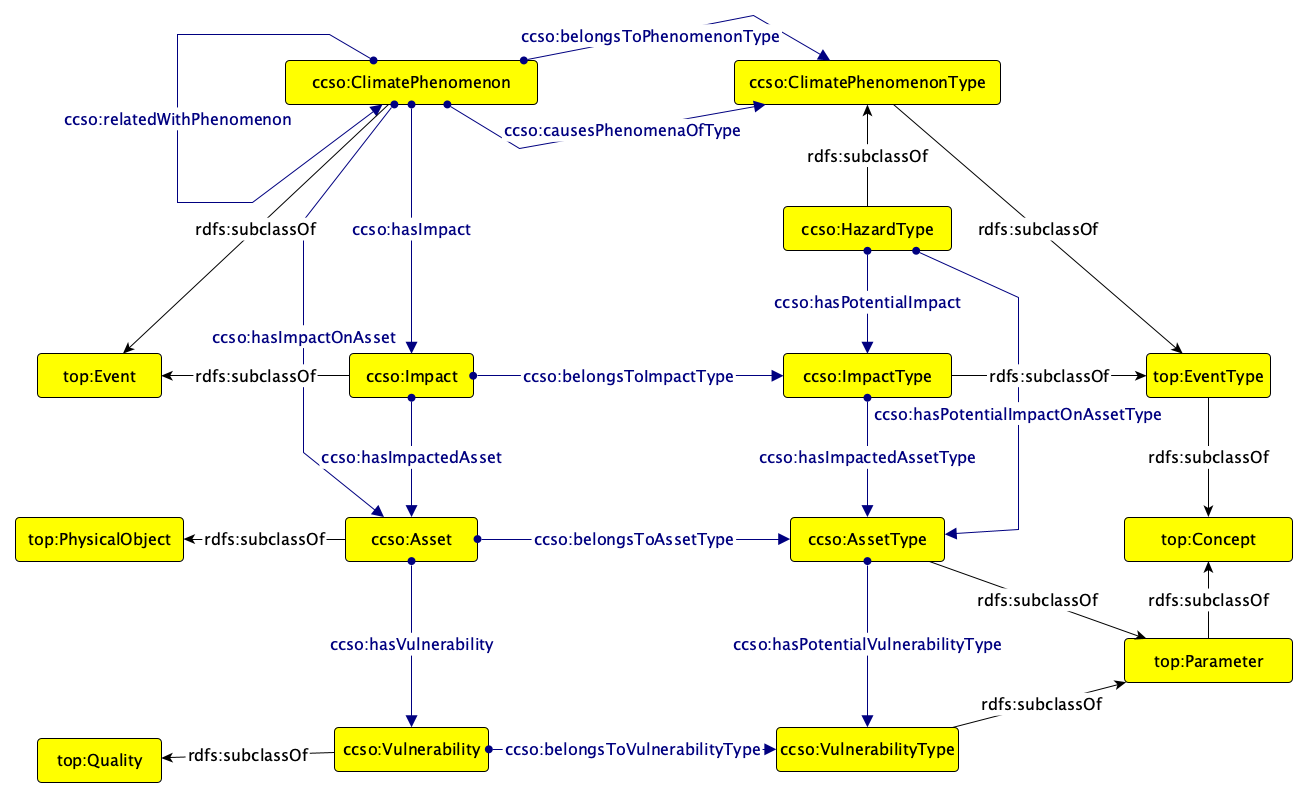 ccso:belongsToPhenomenonType
ccso:ClimatePhenomenon
ccso:ClimatePhenomenonType
ccso:relatedWithPhenomenon
ccso:causesPhenomenaOfType
rdfs:subclassOf
ccso:HazardType
rdfs:subclassOf
ccso:hasImpact
rdfs:subclassOf
ccso:hasPotentialImpact
ccso:hasImpactOnAsset
top:Event
rdfs:subclassOf
ccso:Impact
ccso:belongsToImpactType
ccso:ImpactType
rdfs:subclassOf
top:EventType
ccso:hasPotentialImpactOnAssetType
ccso:hasImpactedAsset
ccso:hasImpactedAssetType
rdfs:subclassOf
top:PhysicalObject
rdfs:subclassOf
ccso:Asset
ccso:belongsToAssetType
ccso:AssetType
top:Concept
rdfs:subclassOf
rdfs:subclassOf
ccso:hasVulnerability
ccso:hasPotentialVulnerabilityType
top:Parameter
rdfs:subclassOf
top:Quality
rdfs:subclassOf
ccso:Vulnerability
ccso:belongsToVulnerabilityType
ccso:VulnerabilityType